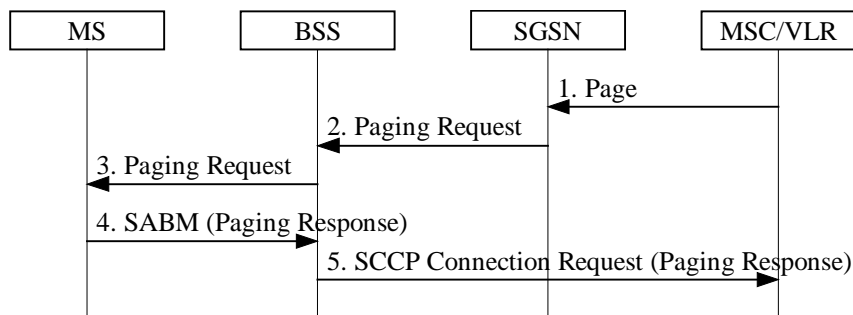 MS
BSS
SGSN
MSC/VLR
1. Page
2. Paging Request
3. Paging Request
4. SABM (Paging Response)
5. SCCP Connection Request (Paging Response)